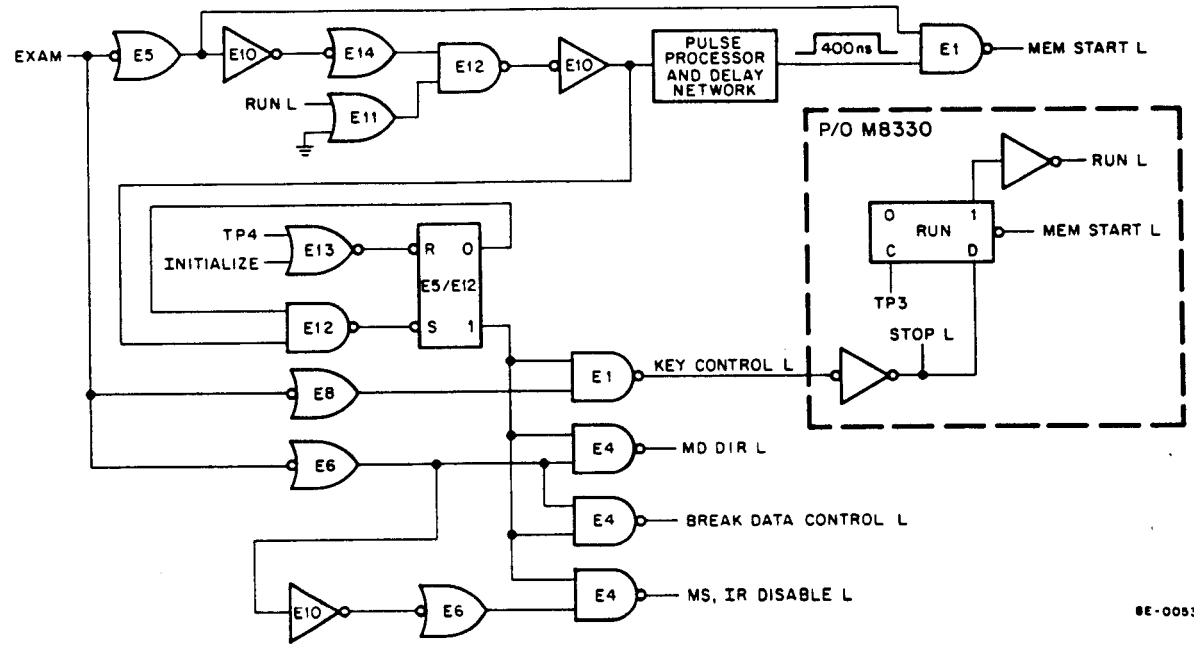 EXAM
E5
E10
E14
E12
E10
PULSE
PROCESSOR
AND DELAY
NETWORK
400ns
E1
MEM START L
RUN L
E11
P/O M8330
RUN L
O 1
RUN
C D
MEM START L
TP3
STOP L
TP4
INITIALIZE
E13
R O
E5/E12
S 1
E12
E8
E1
KEY CONTROL L
E6
E4
MD DIR L
E4
BREAK DATA CONTROL L
E10
E6
E4
MS, IR DISABLE L
8E-0053